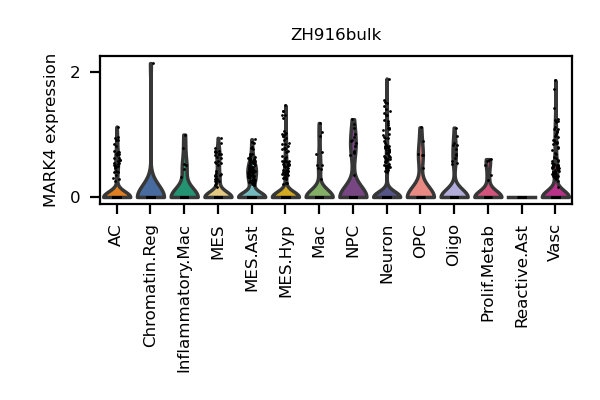 ZH916bulk
MARK4 expression
2
0
AC
Chromatin.Reg
Inflammatory.Mac
MES
MES.Ast
MES.Hyp
Mac
NPC
Neuron
OPC
Oligo
Prolif.Metab
Reactive.Ast
Vasc